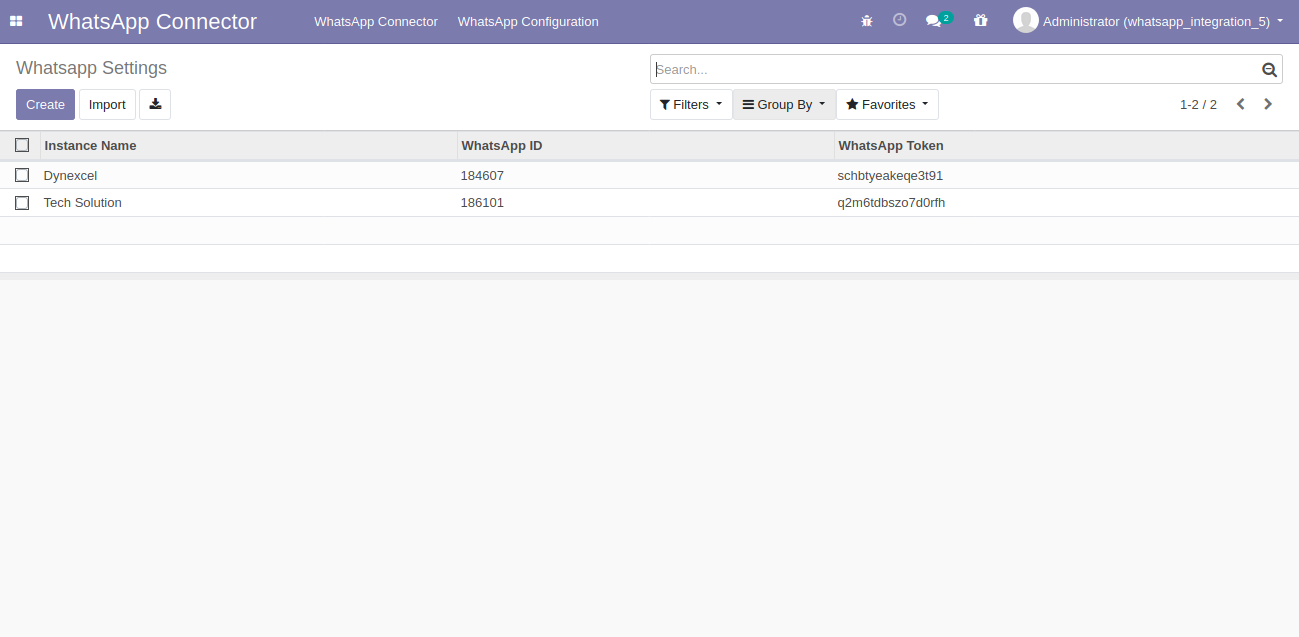 WhatsApp Connector WhatsApp Connector WhatsApp Configuration 2 Administrator (whatsapp_integration_5)
Whatsapp Settings Search...
Create Import Filters Group By Favorites 1-2 / 2
Instance Name WhatsApp ID WhatsApp Token
Dynexcel 184607 schbtyeakeqe3t91
Tech Solution 186101 q2m6tdbszo7d0rfh